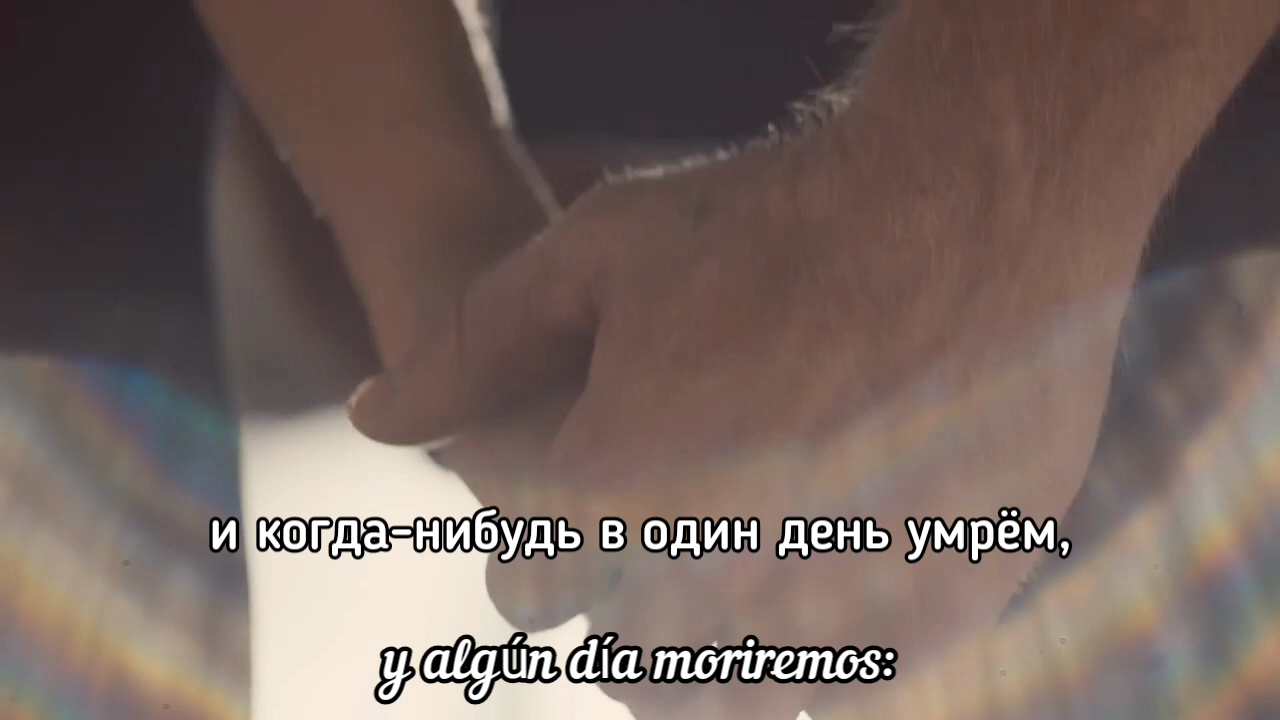 и когда-нибудь в один день умрём,
y algún día moriremos: